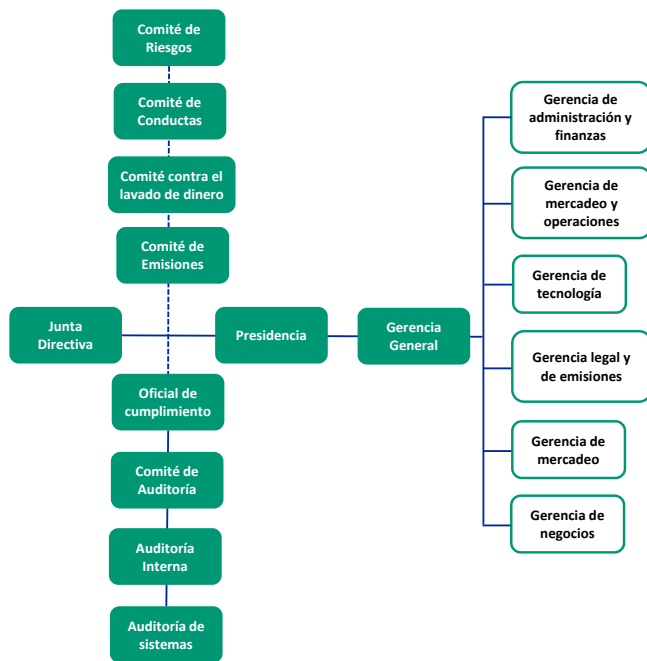 Comité de
Riesgos
Comité de
Conductas
Comité contra el
lavado de dinero
Comité de
Emisiones
Junta
Directiva
Presidencia
Gerencia
General
Oficial de
cumplimiento
Comité de
Auditoría
Auditoría
Interna
Auditoría de
sistemas
Gerencia de
administración y
finanzas
Gerencia de
mercadeo y
operaciones
Gerencia de
tecnología
Gerencia legal y
de emisiones
Gerencia de
mercadeo
Gerencia de
negocios